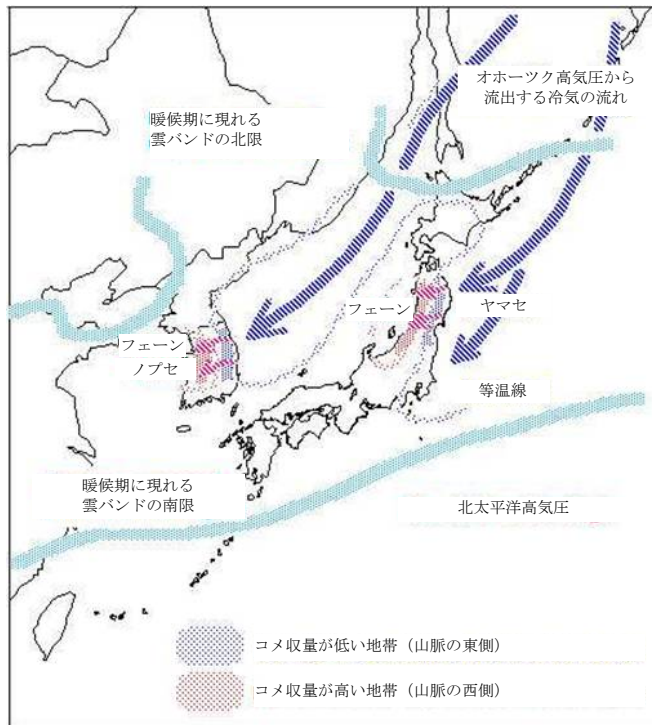 オホーツク高気圧から
流出する冷気の流れ
暖候期に現れる
雲バンドの北限
フェーン
ヤマセ
フェーン
ノプセ
等温線
暖候期に現れる
雲バンドの南限
北太平洋高気圧
コメ収量が低い地帯（山脈の東側）
コメ収量が高い地帯（山脈の西側）